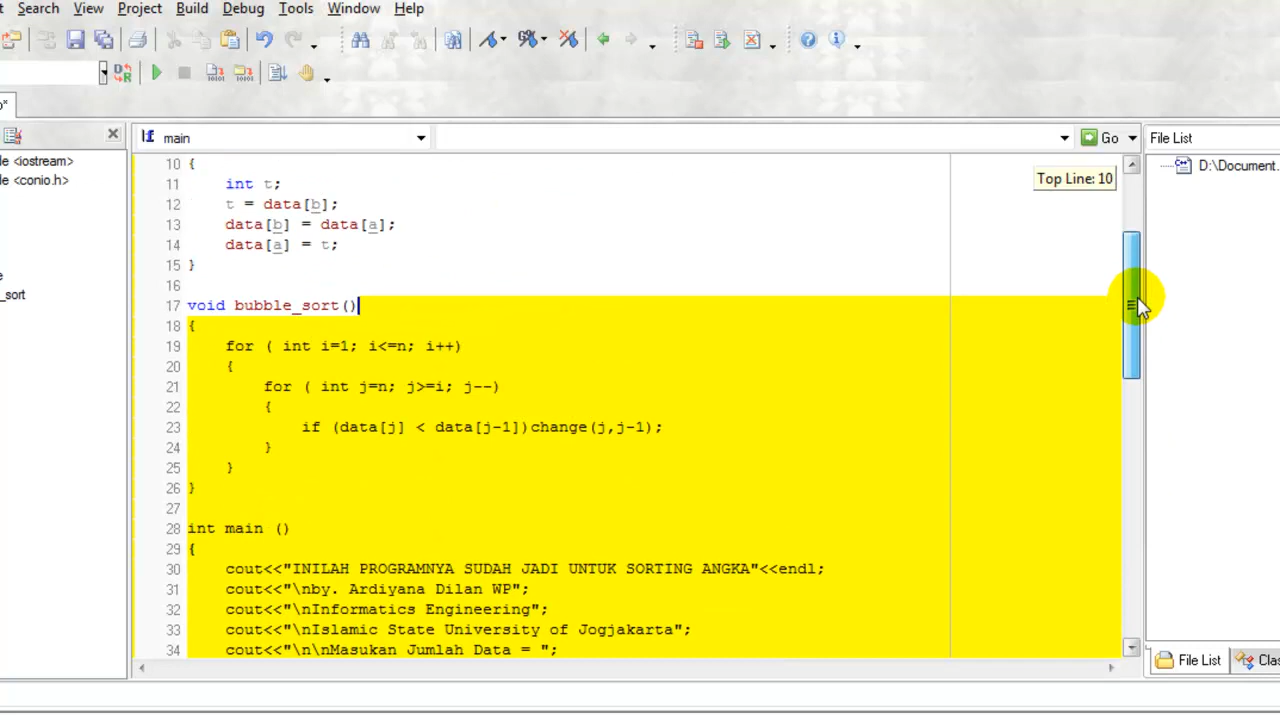 t Search View Project Build Debug Tools Window Help
o*
main
Go
File List
le <iostream>
le <conio.h>
e
_sort
D:\Document.
Top Line: 10
10 {
11 int t;
12 t = data[b];
13 data[b] = data[a];
14 data[a] = t;
15 }
16
17 void bubble_sort()
18 {
19 for ( int i=1; i<=n; i++)
20 {
21 for ( int j=n; j>=i; j--)
22 {
23 if (data[j] < data[j-1])change(j,j-1);
24 }
25 }
26 }
27
28 int main ()
29 {
30 cout<<"INILAH PROGRAMNYA SUDAH JADI UNTUK SORTING ANGKA"<<endl;
31 cout<<"\nby. Ardiyana Dilan WP";
32 cout<<"\nInformatics Engineering";
33 cout<<"\nIslamic State University of Jogjakarta";
34 cout<<"\n\nMasukan Jumlah Data = ";
File List Clas